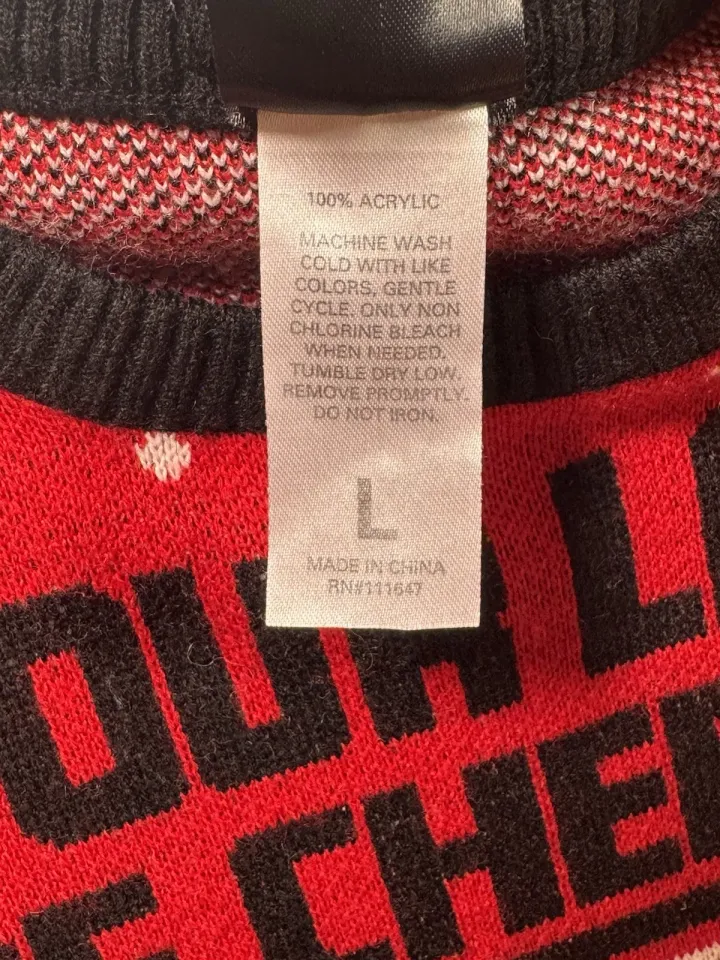 100% ACRYLIC
MACHINE WASH
COLD WITH LIKE
COLORS, GENTLE
CYCLE. ONLY NON
CHLORINE BLEACH
WHEN NEEDED.
TUMBLE DRY LOW.
REMOVE PROMPTLY.
DO NOT IRON.
L
MADE IN CHINA
RN#111647